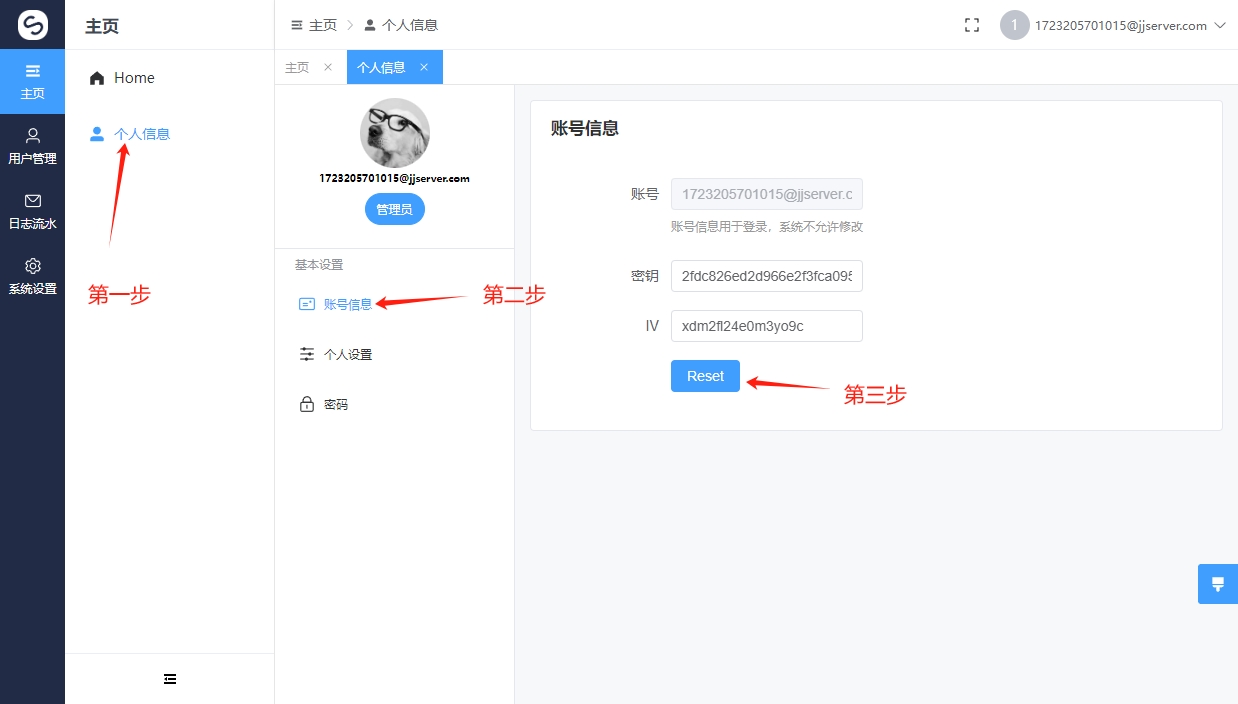 主页
用户管理
日志流水
系统设置
主页
Home
个人信息
第一步
主页
个人信息
1
1723205701015@jjserver.com
主页
个人信息
1723205701015@jjserver.com
管理员
基本设置
账号信息
第二步
个人设置
密码
账号信息
账号
1723205701015@jjserver.c
账号信息用于登录，系统不允许修改
密钥
2fdc826ed2d966e2f3fca095
IV
xdm2fl24e0m3yo9c
Reset
第三步